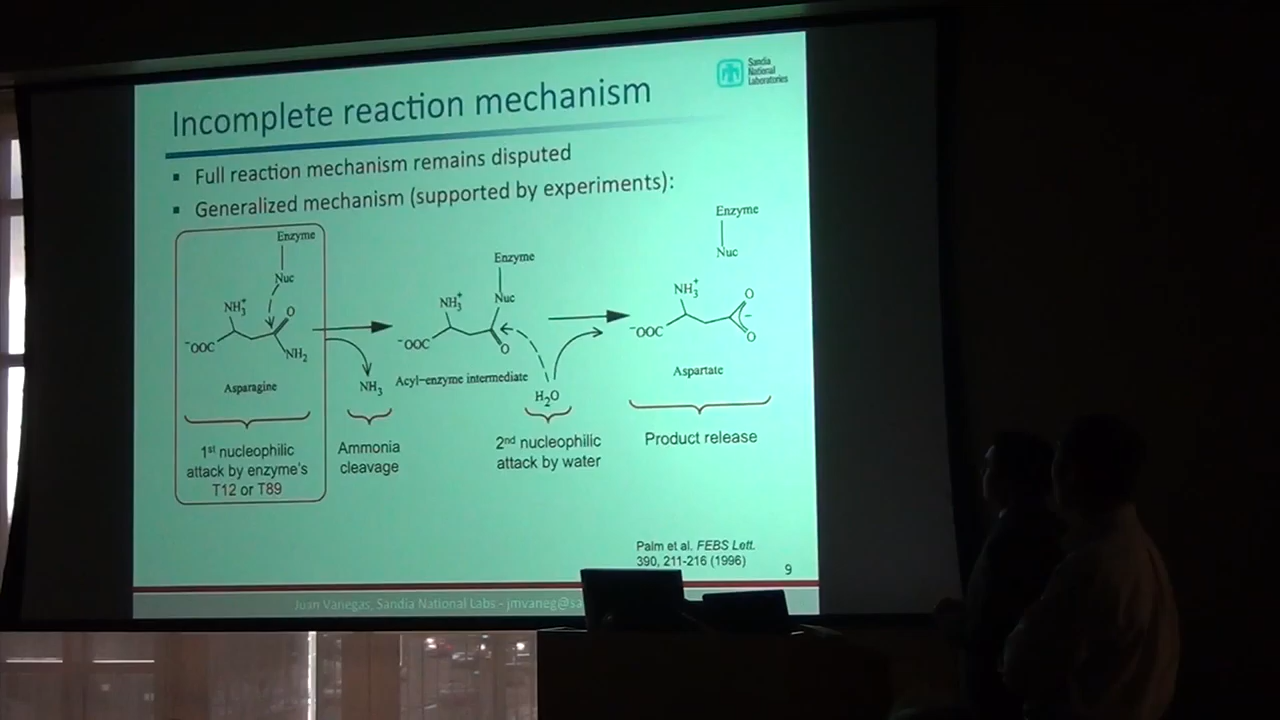 Sandia
National
Laboratories
Incomplete reaction mechanism
▪ Full reaction mechanism remains disputed
▪ Generalized mechanism (supported by experiments):
Enzyme
Nuc
NH₃⁺
O
⁻OOC
NH₂
Asparagine
1st nucleophilic
attack by enzyme's
T12 or T89
NH₃
Ammonia
cleavage
Enzyme
Nuc
NH₃⁺
⁻OOC
O
Acyl-enzyme intermediate
H₂O
2nd nucleophilic
attack by water
Enzyme
Nuc
NH₃⁺
O
-
⁻OOC
O
Aspartate
Product release
Palm et al. FEBS Lett.
390, 211-216 (1996)
9
Juan Vanegas, Sandia National Labs - jmvaneg@sa